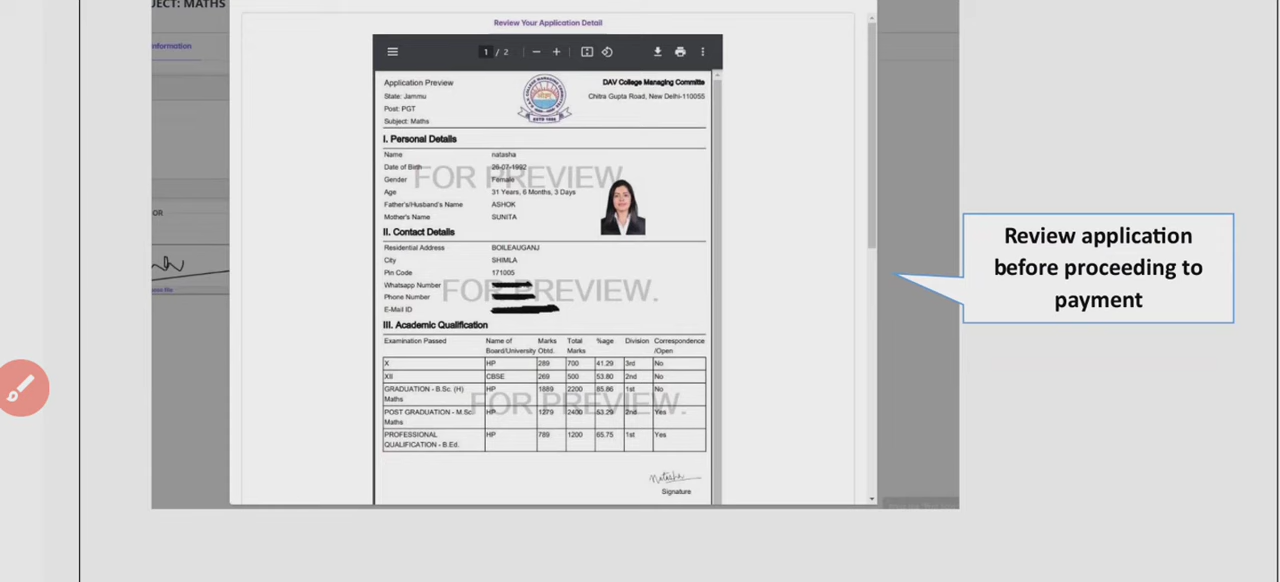 JECT: MATHS
Review Your Application Detail
nformation
1 / 2
Application Preview
DAV College Managing Committe
State: Jammu
Chitra Gupta Road, New Delhi-110055
Post: PGT
Subject: Maths
ESTD 1886
I. Personal Details
Name natasha
Date of Birth 26-07-1992
FOR PREVIEW
Gender Female
Age 31 Years, 6 Months, 3 Days
Father's/Husband's Name ASHOK
Mother's Name SUNITA
OR
II. Contact Details
Residential Address BOILEAUGANJ
City SHIMLA
Pin Code 171005
Whatsapp Number
FOR PREVIEW.
Phone Number
E-Mail ID
III. Academic Qualification
Examination Passed Name of Board/University Marks Obtd. Total Marks %age Division Correspondence /Open
X HP 289 700 41.29 3rd No
XII CBSE 269 500 53.80 2nd No
GRADUATION - B.Sc. (H) Maths HP 1889 2200 85.86 1st No
FOR PREVIEW.
POST GRADUATION - M.Sc. Maths HP 1279 2400 53.29 2nd Yes
PROFESSIONAL QUALIFICATION - B.Ed. HP 789 1200 65.75 1st Yes
Natasha
Signature
Review application
before proceeding to
payment